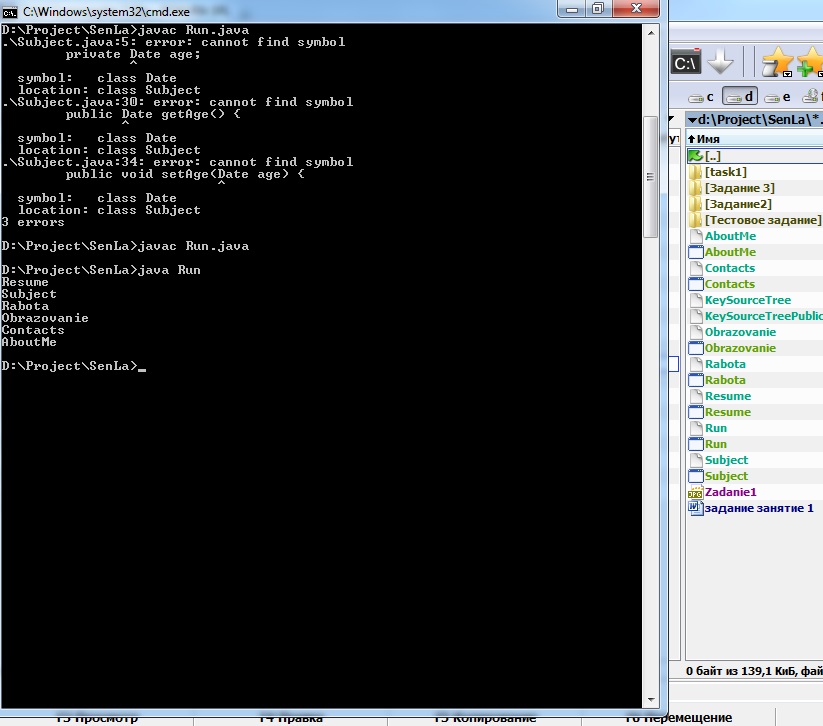 C:\Windows\system32\cmd.exe
D:\Project\SenLa>javac Run.java
.\Subject.java:5: error: cannot find symbol
private Date age;
^
symbol:   class Date
location: class Subject
.\Subject.java:30: error: cannot find symbol
public Date getAge() {
^
symbol:   class Date
location: class Subject
.\Subject.java:34: error: cannot find symbol
public void setAge(Date age) {
^
symbol:   class Date
location: class Subject
3 errors
D:\Project\SenLa>javac Run.java
D:\Project\SenLa>java Run
Resume
Subject
Rabota
Obrazovanie
Contacts
AboutMe
D:\Project\SenLa>_
C:\
c d e
d:\Project\SenLa\*.
Имя
[..]
[task1]
[Задание 3]
[Задание2]
[Тестовое задание]
AboutMe
AboutMe
Contacts
Contacts
KeySourceTree
KeySourceTreePublic
Obrazovanie
Obrazovanie
Rabota
Rabota
Resume
Resume
Run
Run
Subject
Subject
Zadanie1
задание занятие 1
0 байт из 139,1 КиБ, фай
F3 Просмотр F4 Правка F5 Копирование F6 Перемещение